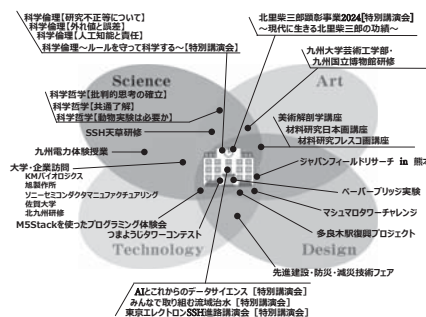 科学倫理【研究不正等について】
科学倫理【外れ値と誤差】
科学倫理【人工知能と責任】
科学倫理～ルールを守って科学する～【特別講演会】
北里柴三郎顕彰事業2024[特別講演会]
～現代に生きる北里柴三郎の功績～
九州大学芸術工学部・
九州国立博物館研修
Science
Art
科学哲学【批判的思考の確立】
科学哲学【共通了解】
科学哲学【動物実験は必要か】
SSH天草研修
美術解剖学講座
材料研究日本画講座
材料研究フレスコ画講座
九州電力体験授業
ジャパンフィールドリサーチ in 熊本
大学・企業訪問
KMバイオロジクス
旭製作所
ソニーセミコンダクタマニュファクチュアリング
佐賀大学
北九州研修
ペーパーブリッジ実験
マシュマロタワーチャレンジ
M5Stackを使ったプログラミング体験会
つまようじタワーコンテスト
多良木駅復興プロジェクト
Technology
Design
先進建設・防災・減災技術フェア
AIとこれからのデータサイエンス［特別講演会］
みんなで取り組む流域治水［特別講演会］
東京エレクトロンSSH進路講演会［特別講演会］